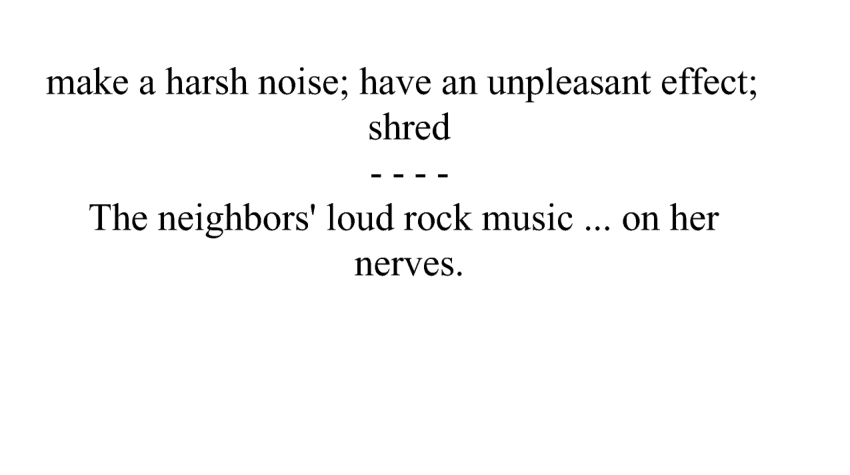 make a harsh noise; have an unpleasant effect;
shred
- - - -
The neighbors' loud rock music ... on her
nerves.